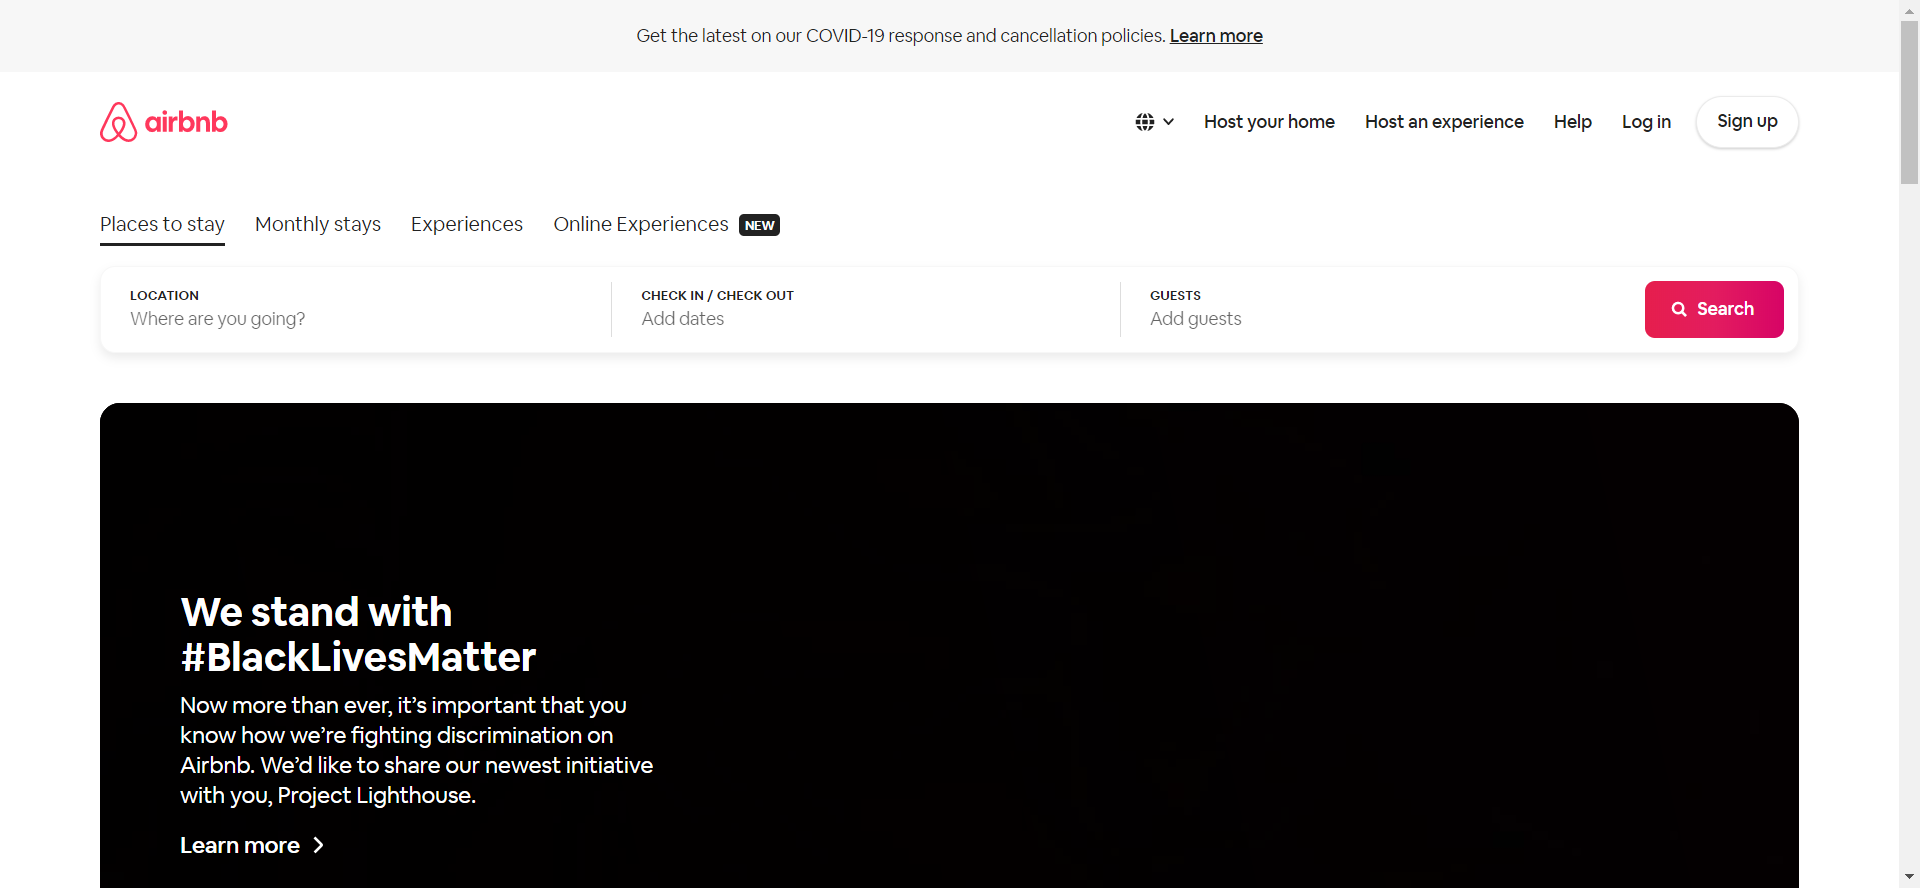 Get the latest on our COVID-19 response and cancellation policies. Learn more
airbnb
Host your home
Host an experience
Help
Log in
Sign up
Places to stay
Monthly stays
Experiences
Online Experiences NEW
LOCATION
Where are you going?
CHECK IN / CHECK OUT
Add dates
GUESTS
Add guests
Search
We stand with
#BlackLivesMatter
Now more than ever, it’s important that you
know how we’re fighting discrimination on
Airbnb. We’d like to share our newest initiative
with you, Project Lighthouse.
Learn more